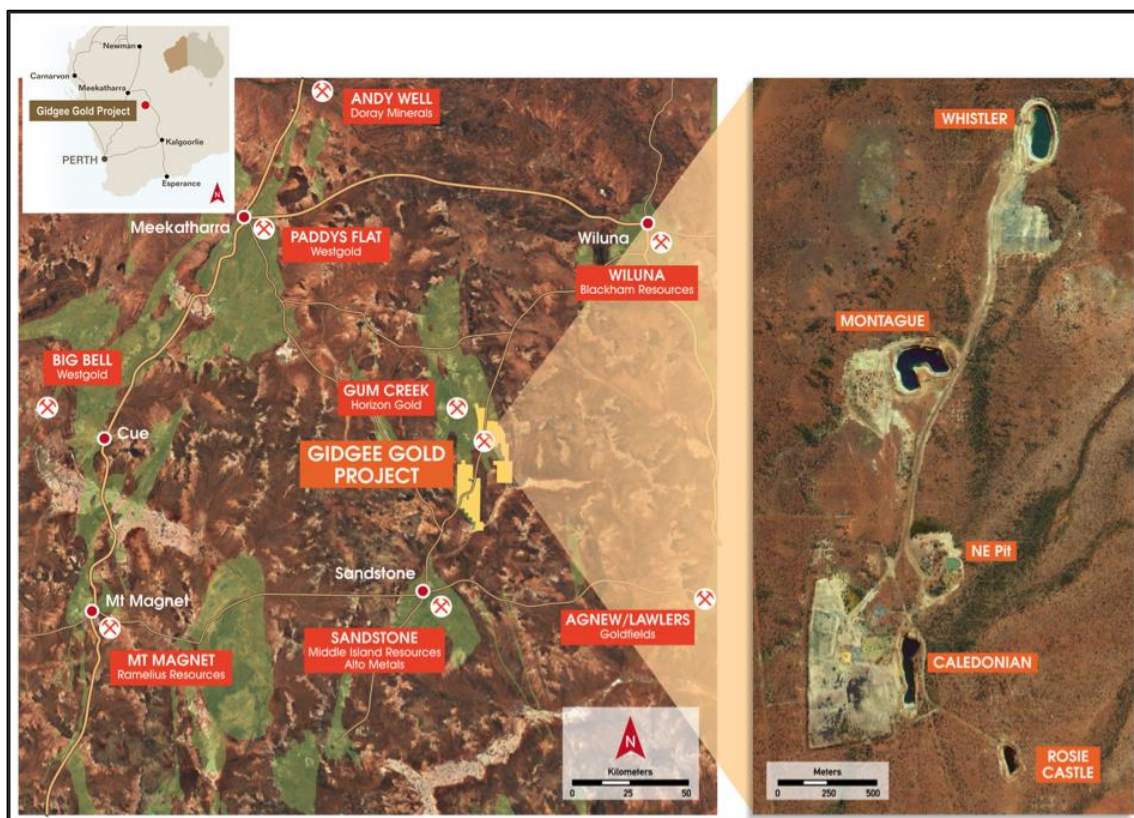 Newman
Carnarvon
Meekatharra
Gidgee Gold Project
Kalgoorlie
PERTH
Esperance
N
ANDY WELL
Doray Minerals
Meekatharra
PADDYS FLAT
Westgold
Wiluna
WILUNA
Blackham Resources
BIG BELL
Westgold
GUM CREEK
Horizon Gold
Cue
GIDGEE GOLD
PROJECT
Sandstone
Mt Magnet
MT MAGNET
Ramelius Resources
SANDSTONE
Middle Island Resources
Alto Metals
AGNEW/LAWLERS
Goldfields
N
Kilometers
0 25 50
WHISTLER
MONTAGUE
NE Pit
CALEDONIAN
ROSIE
CASTLE
Meters
0 250 500